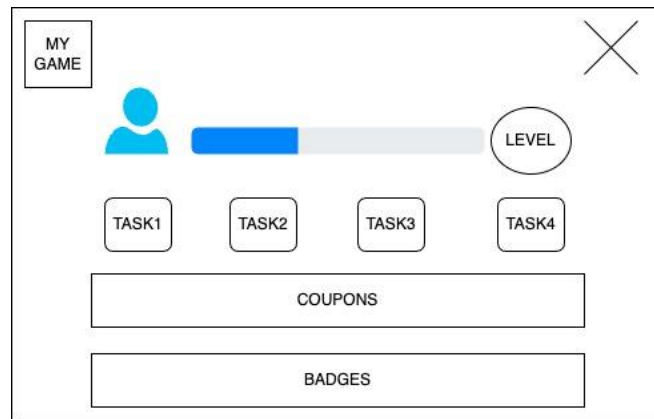 MY
GAME
LEVEL
TASK1
TASK2
TASK3
TASK4
COUPONS
BADGES